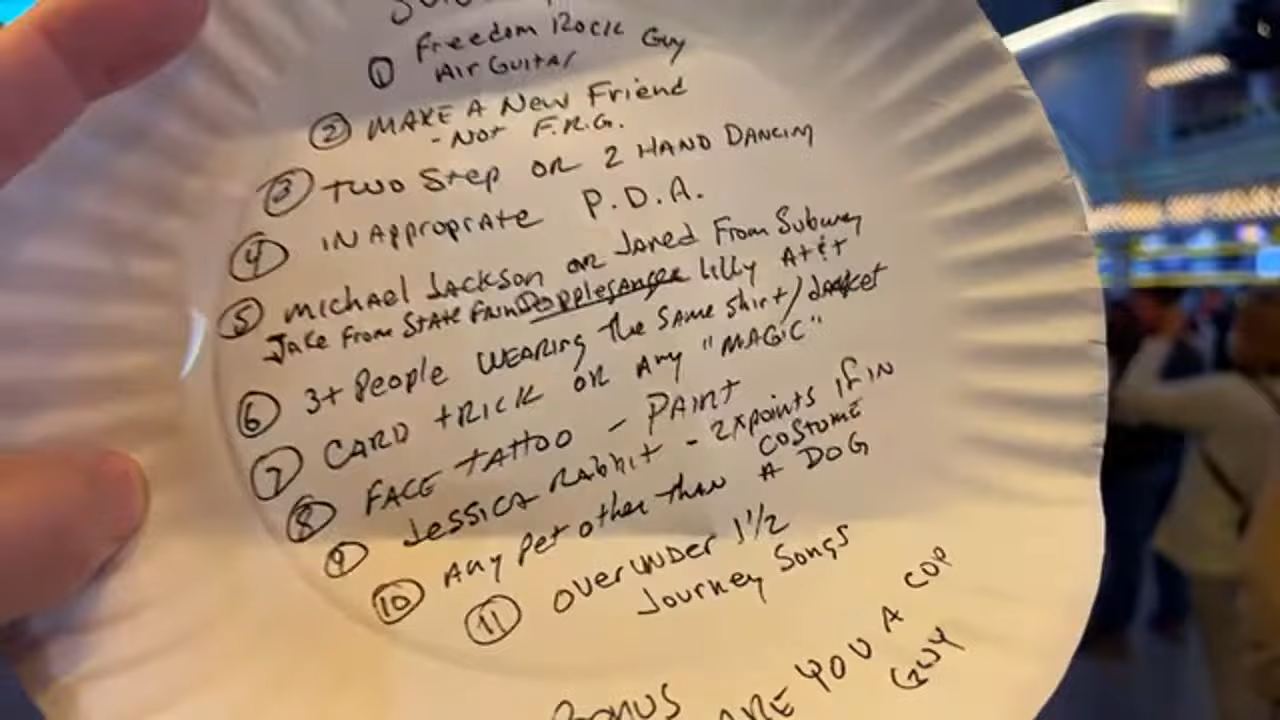 ① Freedom Rock Guy
Air Guitar
② MAKE A New Friend
- Not F.R.G.
③ Two Step OR 2 HAND DANCING
④ INAppropriAte P.D.A.
⑤ Michael Jackson or Jared From Subway
Jake From State Farm Doppleganger Lilly At&t
⑥ 3+ People WEARING the SAME Shirt/Jacket
⑦ CARD tRICK OR Any "MAGIC"
⑧ FACE TATTOO - PAINT
⑨ Jessica Rabbit - 2x points IF IN
COSTUME
⑩ Any Pet other than A DOG
⑪ Over UNDER 1 1/2
Journey Songs
BONUS
ARE YOU A COP
GUY